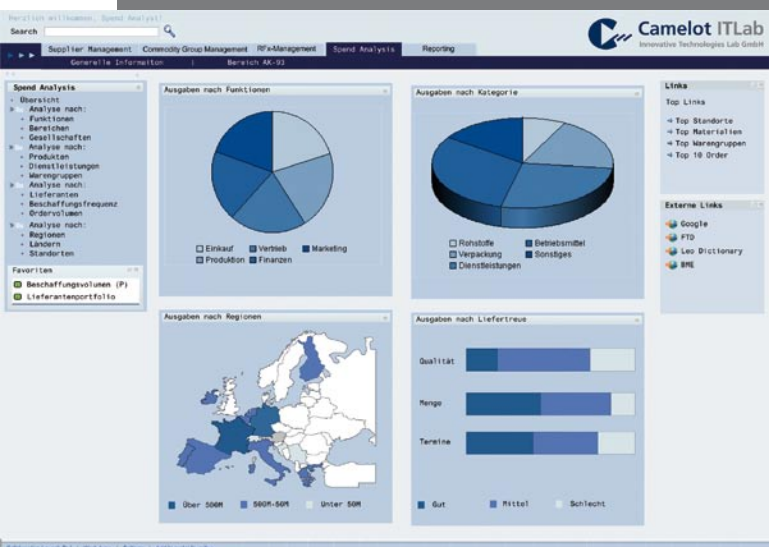 Herzlich willkommen, Spend Analyst!
Search
Camelot ITLab
Innovative Technologies Lab GmbH
Supplier Management Commodity Group Management RFx-Management Spend Analysis Reporting
Generelle Informaiton | Bereich AX-93
Spend Analysis
Übersicht
Analyse nach:
Funktionen
Bereichen
Gesellschaften
Analyse nach:
Produkten
Dienstleistungen
Warengruppen
Analyse nach:
Lieferanten
Beschaffungsfrequenz
Ordervolumen
Analyse nach:
Regionen
Ländern
Standorten
Favoriten
Beschaffungsvolumen (P)
Lieferantenportfolio
Ausgaben nach Funktionen
Einkauf Vertrieb Marketing
Produktion Finanzen
Ausgaben nach Kategorie
Rohstoffe Betriebsmittel
Verpackung Sonstiges
Dienstleistungen
Ausgaben nach Regionen
Über 500M 500M-50M Unter 50M
Ausgaben nach Liefertreue
Qualität
Menge
Termine
Gut Mittel Schlecht
Links
Top Links
Top Standorte
Top Materialien
Top Warengruppen
Top 10 Order
Externe Links
Google
FTD
Leo Dictionary
BME